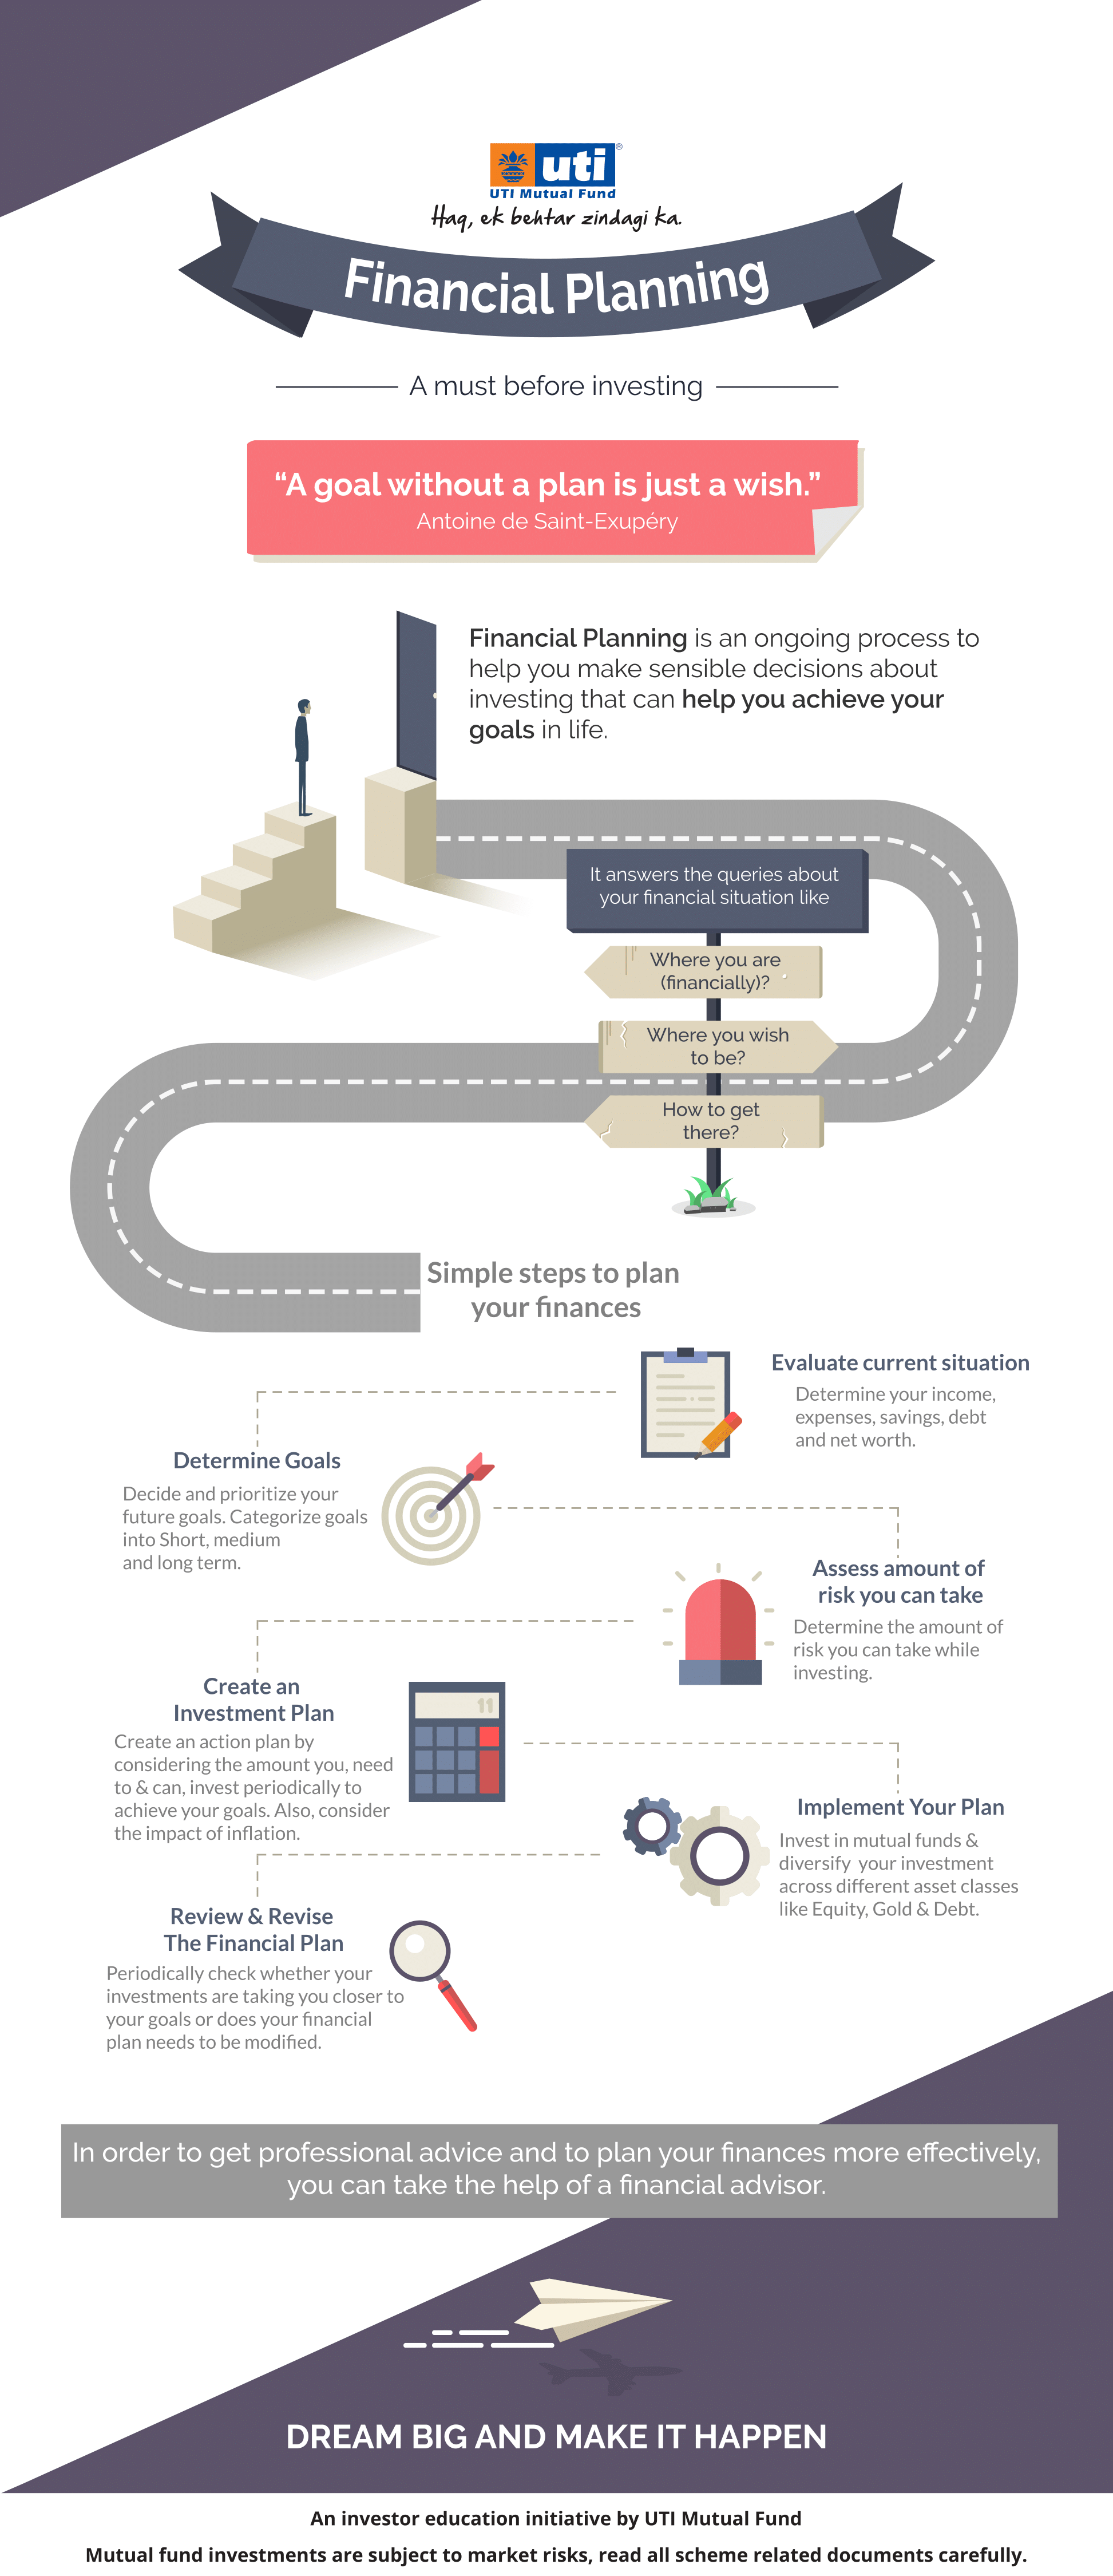 uti®
UTI Mutual Fund
Haq, ek behtar zindagi ka.
Financial Planning
A must before investing
“A goal without a plan is just a wish.”
Antoine de Saint-Exupéry
Financial Planning is an ongoing process to
help you make sensible decisions about
investing that can help you achieve your
goals in life.
It answers the queries about
your financial situation like
Where you are
(financially)?
Where you wish
to be?
How to get
there?
Simple steps to plan
your finances
Evaluate current situation
Determine your income,
expenses, savings, debt
and net worth.
Determine Goals
Decide and prioritize your
future goals. Categorize goals
into Short, medium
and long term.
Assess amount of
risk you can take
Determine the amount of
risk you can take while
investing.
Create an
Investment Plan
Create an action plan by
considering the amount you, need
to & can, invest periodically to
achieve your goals. Also, consider
the impact of inflation.
11
Implement Your Plan
Invest in mutual funds &
diversify your investment
across different asset classes
like Equity, Gold & Debt.
Review & Revise
The Financial Plan
Periodically check whether your
investments are taking you closer to
your goals or does your financial
plan needs to be modified.
In order to get professional advice and to plan your finances more effectively,
you can take the help of a financial advisor.
DREAM BIG AND MAKE IT HAPPEN
An investor education initiative by UTI Mutual Fund
Mutual fund investments are subject to market risks, read all scheme related documents carefully.